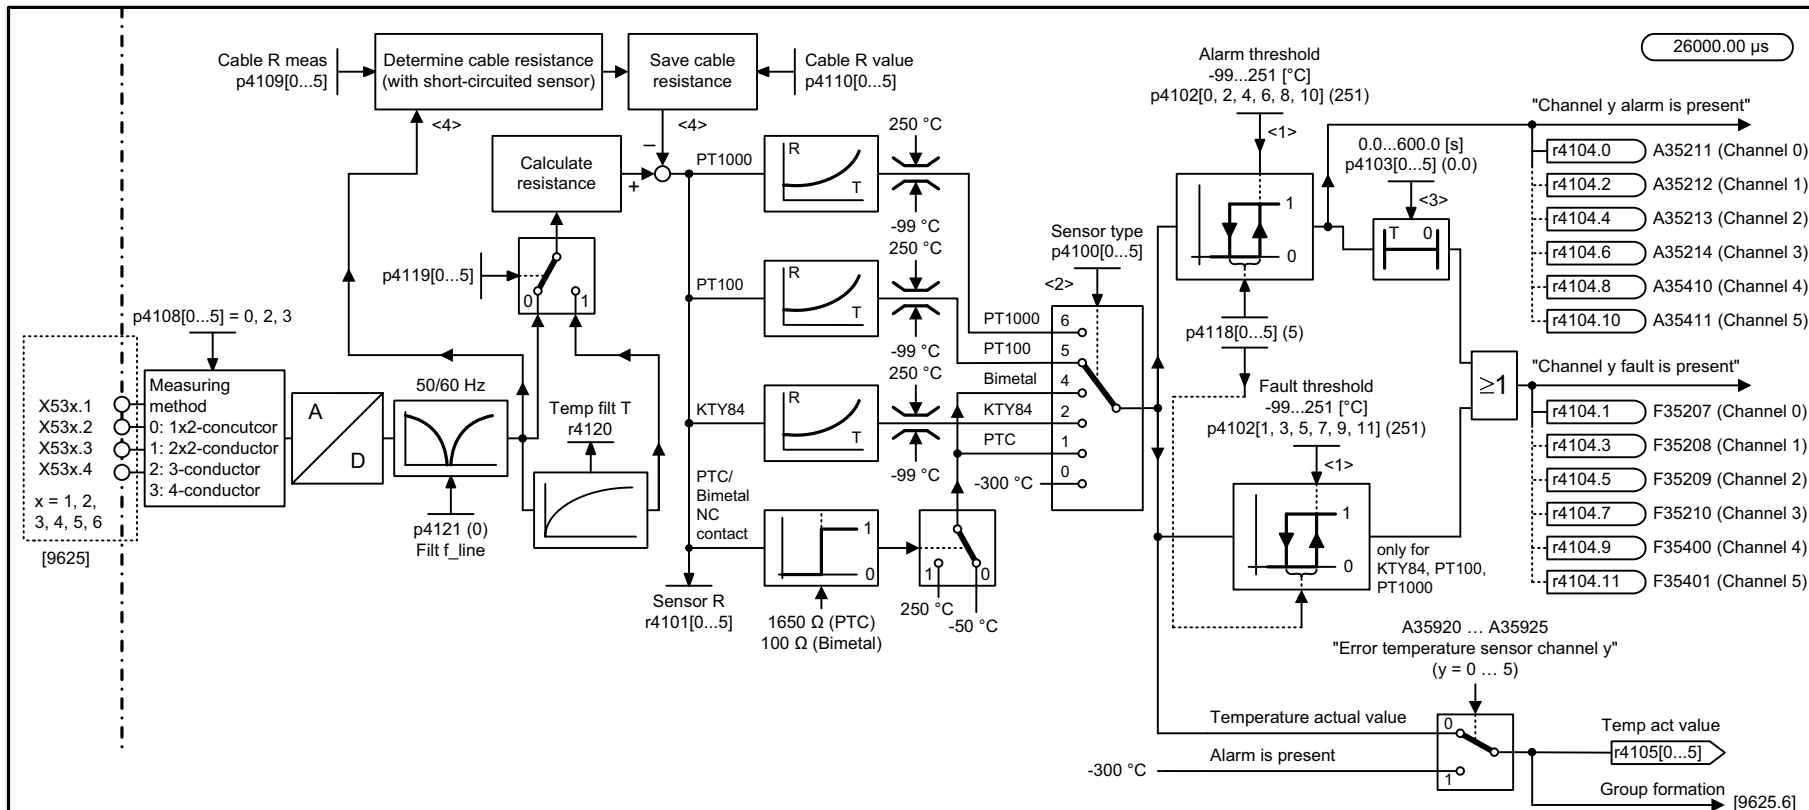 26000.00 µs
Cable R meas
p4109[0...5]
Determine cable resistance
(with short-circuited sensor)
Save cable
resistance
Cable R value
p4110[0...5]
<4>
<4>
Calculate
resistance
–
+
p4119[0...5]
0
1
p4108[0...5] = 0, 2, 3
X53x.1
X53x.2
X53x.3
X53x.4
x = 1, 2,
3, 4, 5, 6
[9625]
Measuring
method
0: 1x2-concutcor
1: 2x2-conductor
2: 3-conductor
3: 4-conductor
A
D
50/60 Hz
p4121 (0)
Filt f_line
Temp filt T
r4120
PT1000
R
T
250 °C
-99 °C
PT100
R
T
250 °C
-99 °C
KTY84
R
T
250 °C
-99 °C
PTC/
Bimetal
NC
contact
1
0
1650 Ω (PTC)
100 Ω (Bimetal)
Sensor R
r4101[0...5]
1
0
250 °C
-50 °C
Sensor type
p4100[0...5]
<2>
PT1000
6
PT100
5
Bimetal
4
KTY84
2
PTC
1
-300 °C
0
Alarm threshold
-99...251 [°C]
p4102[0, 2, 4, 6, 8, 10] (251)
<1>
1
0
p4118[0...5] (5)
0.0...600.0 [s]
p4103[0...5] (0.0)
<3>
T
0
Fault threshold
-99...251 [°C]
p4102[1, 3, 5, 7, 9, 11] (251)
<1>
1
0
only for
KTY84, PT100,
PT1000
≥1
"Channel y alarm is present"
r4104.0 A35211 (Channel 0)
r4104.2 A35212 (Channel 1)
r4104.4 A35213 (Channel 2)
r4104.6 A35214 (Channel 3)
r4104.8 A35410 (Channel 4)
r4104.10 A35411 (Channel 5)
"Channel y fault is present"
r4104.1 F35207 (Channel 0)
r4104.3 F35208 (Channel 1)
r4104.5 F35209 (Channel 2)
r4104.7 F35210 (Channel 3)
r4104.9 F35400 (Channel 4)
r4104.11 F35401 (Channel 5)
A35920 ... A35925
"Error temperature sensor channel y"
(y = 0 ... 5)
Temperature actual value
0
Alarm is present
-300 °C
1
Temp act value
r4105[0...5]
Group formation
[9625.6]